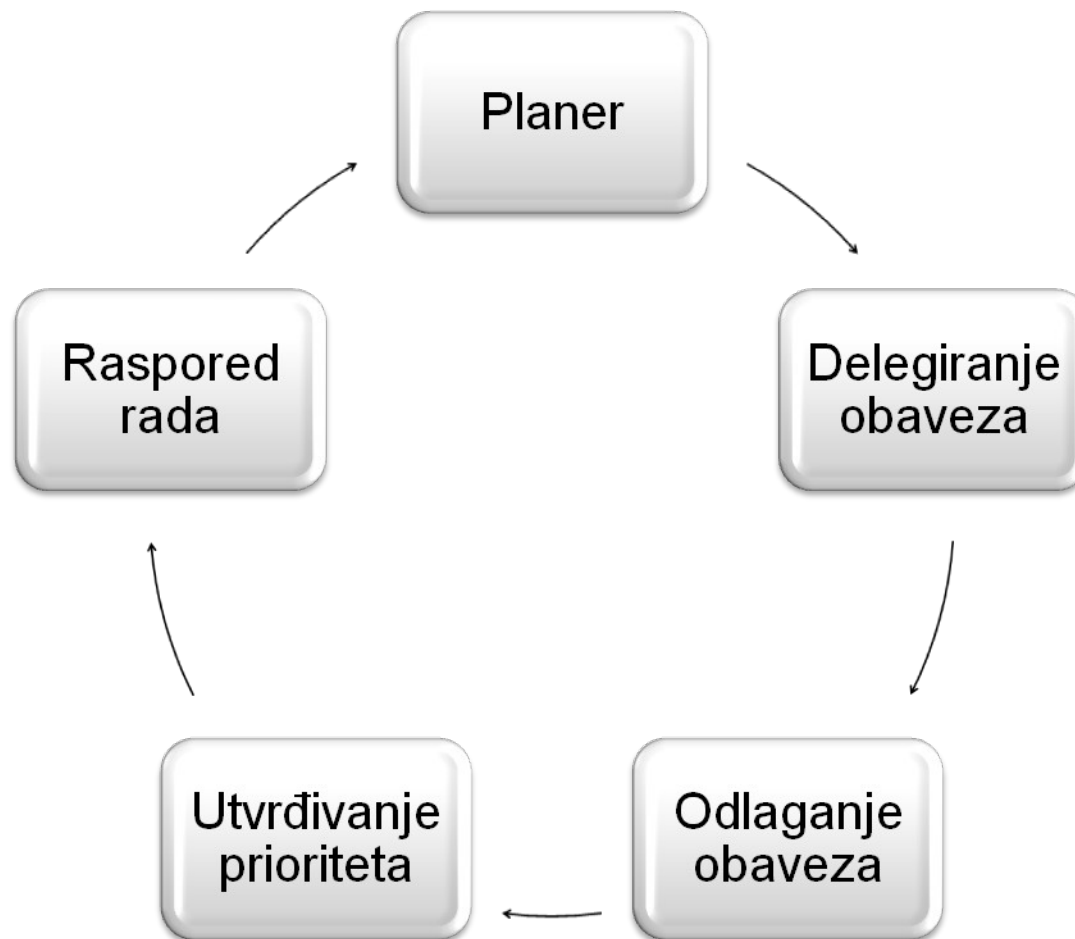 Planer
Delegiranje
obaveza
Odlaganje
obaveza
Utvrđivanje
prioriteta
Raspored
rada